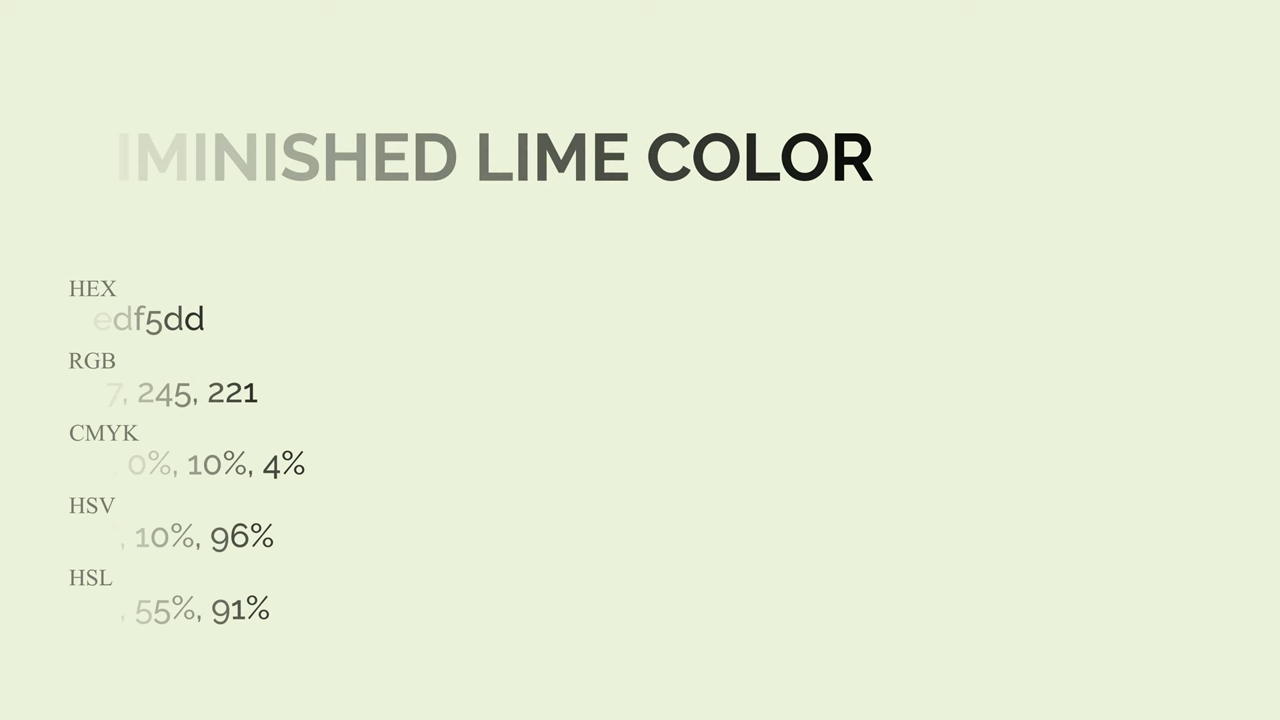 IMINISHED LIME COLOR
HEX
edf5dd
RGB
7, 245, 221
CMYK
, 0%, 10%, 4%
HSV
, 10%, 96%
HSL
, 55%, 91%